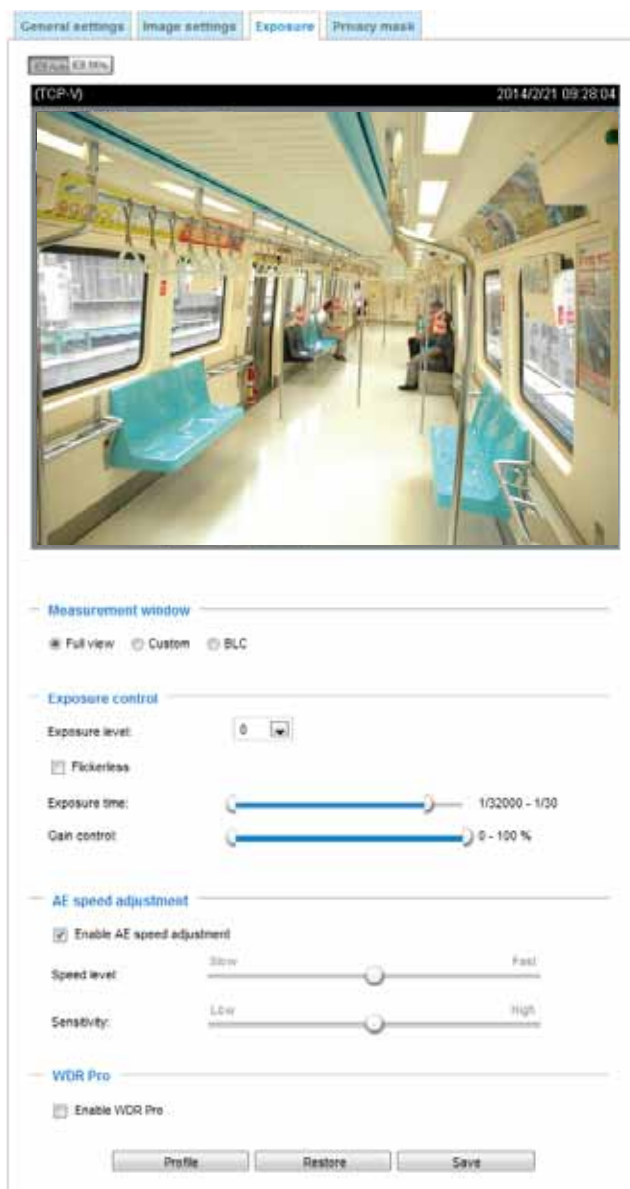 General settings Image settings Exposure Privacy mask
(TCP-V) 2014/2/21 09:28:04
Measurement window
Full view Custom BLC
Exposure control
Exposure level: 0
Flickerless
Exposure time: 1/32000 - 1/30
Gain control: 0 - 100 %
AE speed adjustment
Enable AE speed adjustment
Slow Fast
Speed level:
Low High
Sensitivity:
WDR Pro
Enable WDR Pro
Profile Restore Save